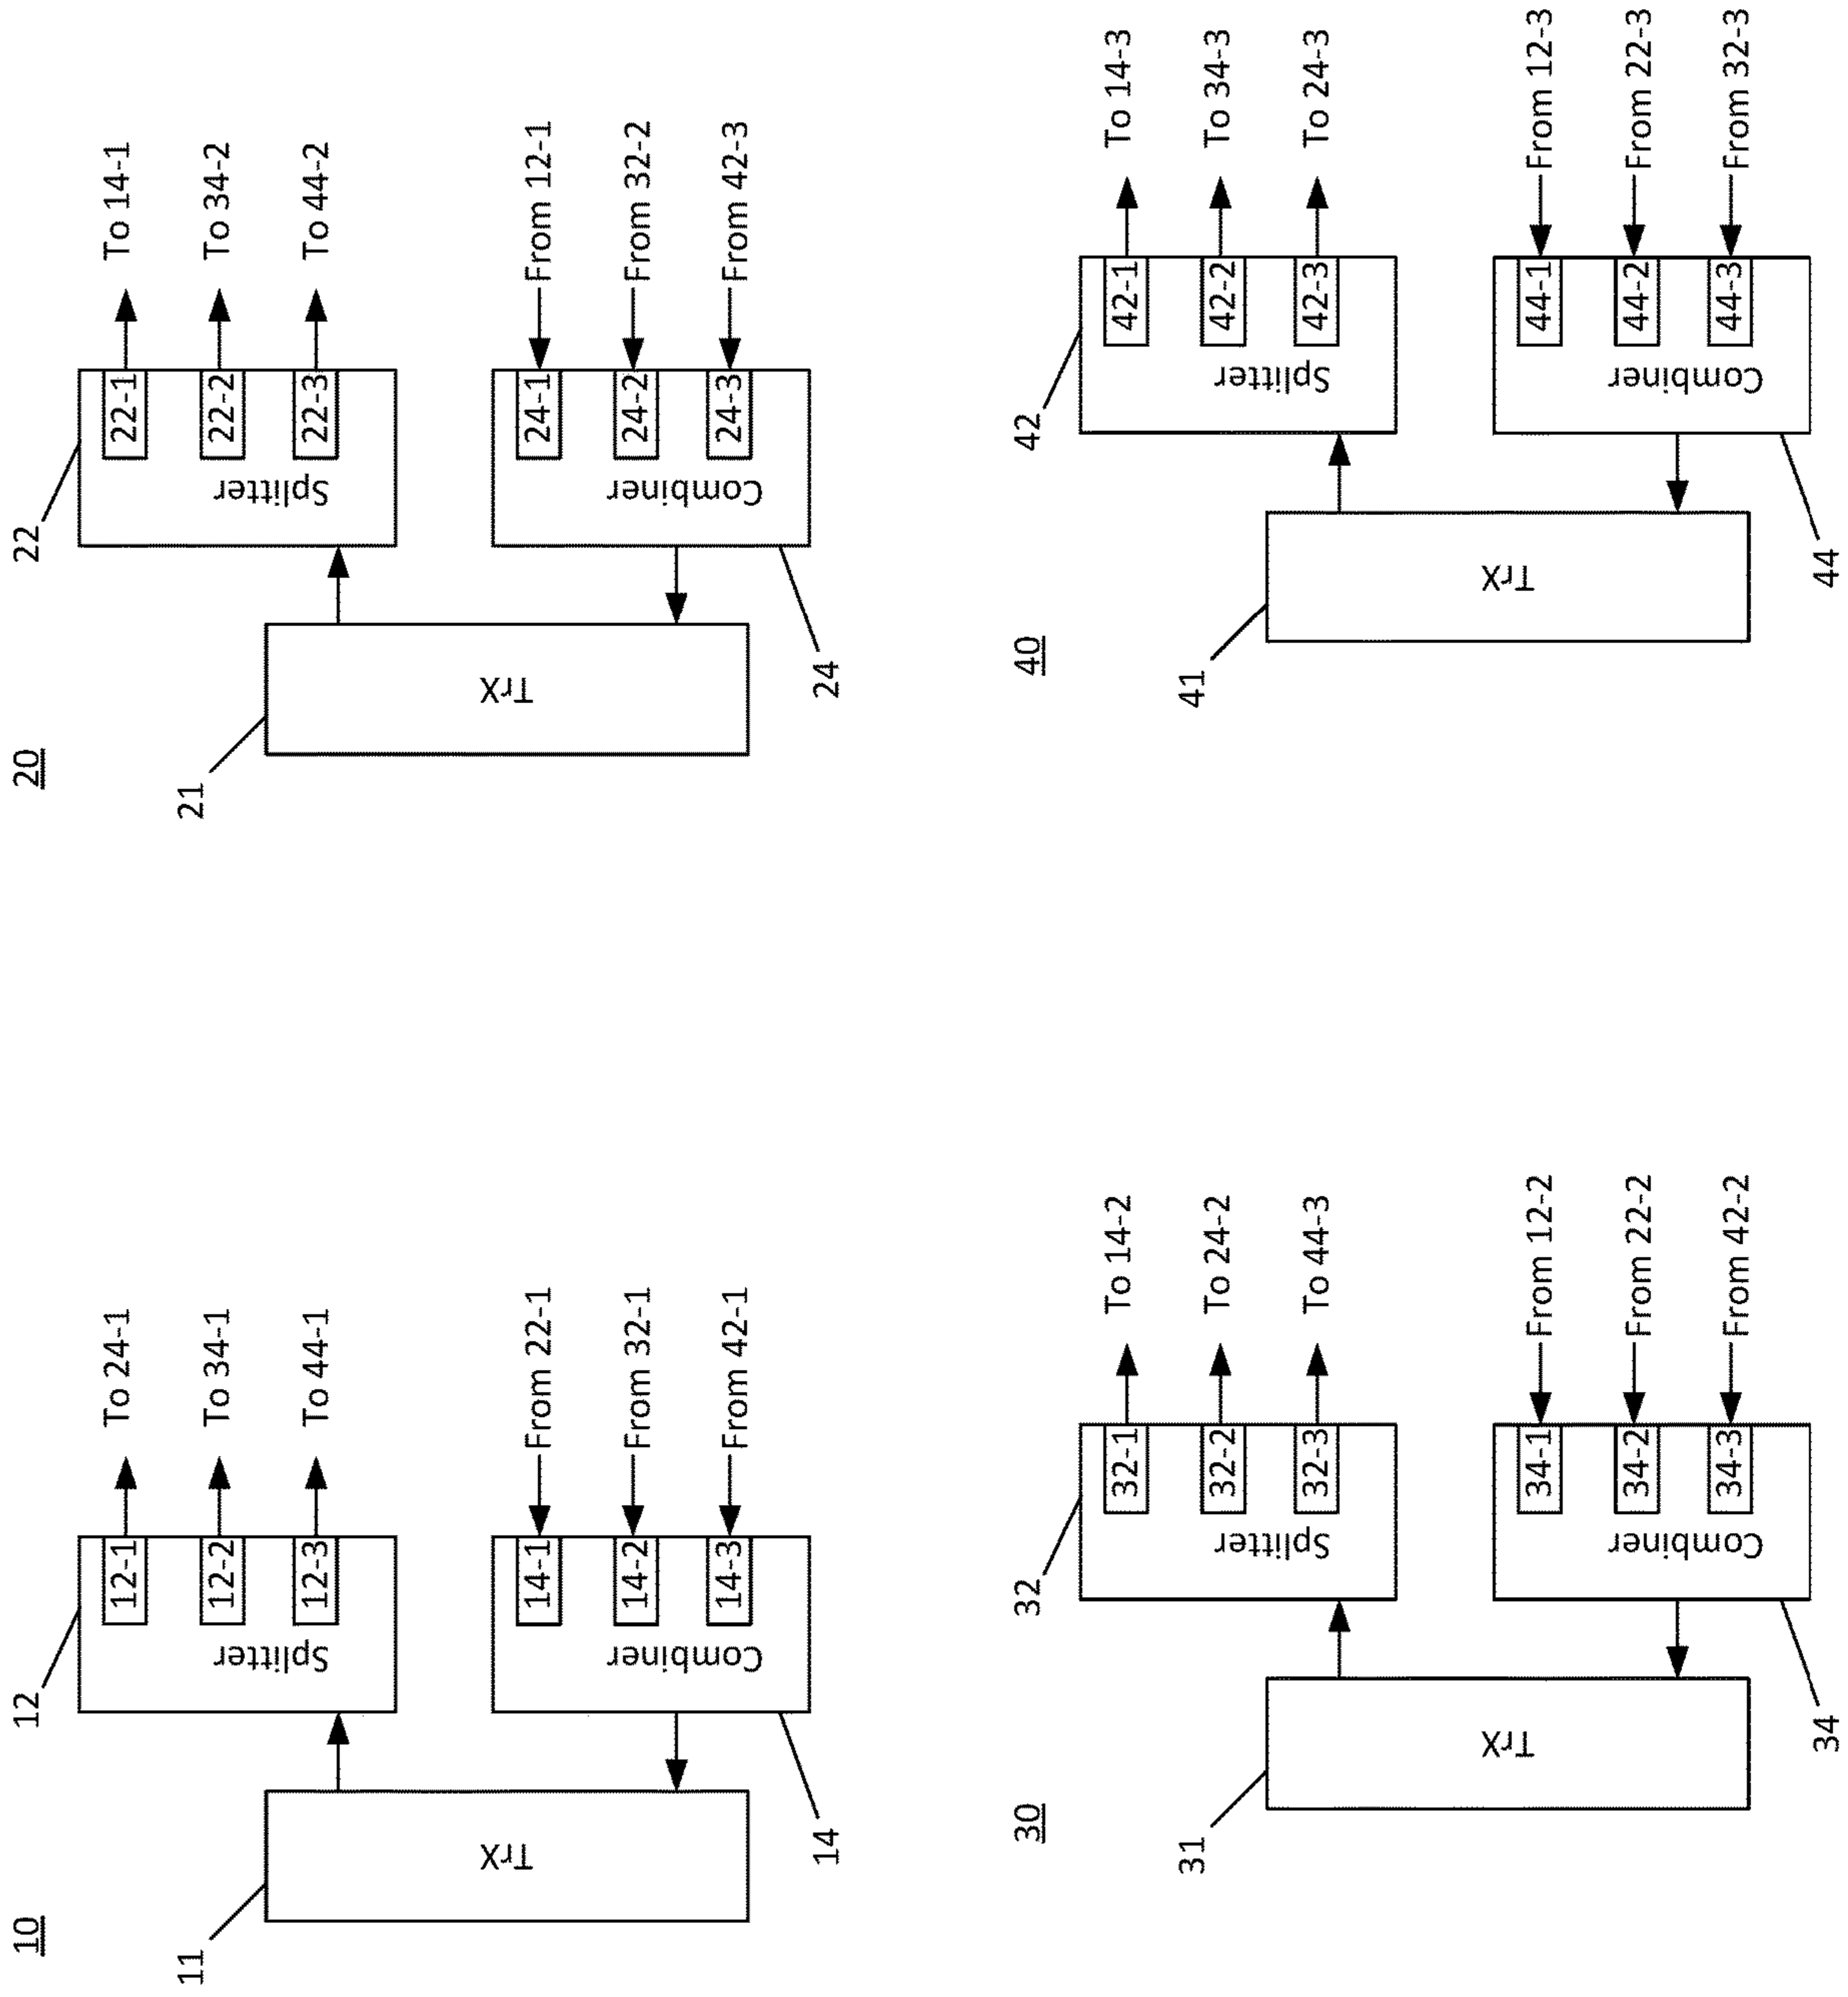 10
11
TrX
12
Splitter
12-1
To 24-1
12-2
To 34-1
12-3
To 44-1
14
Combiner
14-1
From 22-1
14-2
From 32-1
14-3
From 42-1
20
21
TrX
22
Splitter
22-1
To 14-1
22-2
To 34-2
22-3
To 44-2
24
Combiner
24-1
From 12-1
24-2
From 32-2
24-3
From 42-3
30
31
TrX
32
Splitter
32-1
To 14-2
32-2
To 24-2
32-3
To 44-3
34
Combiner
34-1
From 12-2
34-2
From 22-2
34-3
From 42-2
40
41
TrX
42
Splitter
42-1
To 14-3
42-2
To 34-3
42-3
To 24-3
44
Combiner
44-1
From 12-3
44-2
From 22-3
44-3
From 32-3